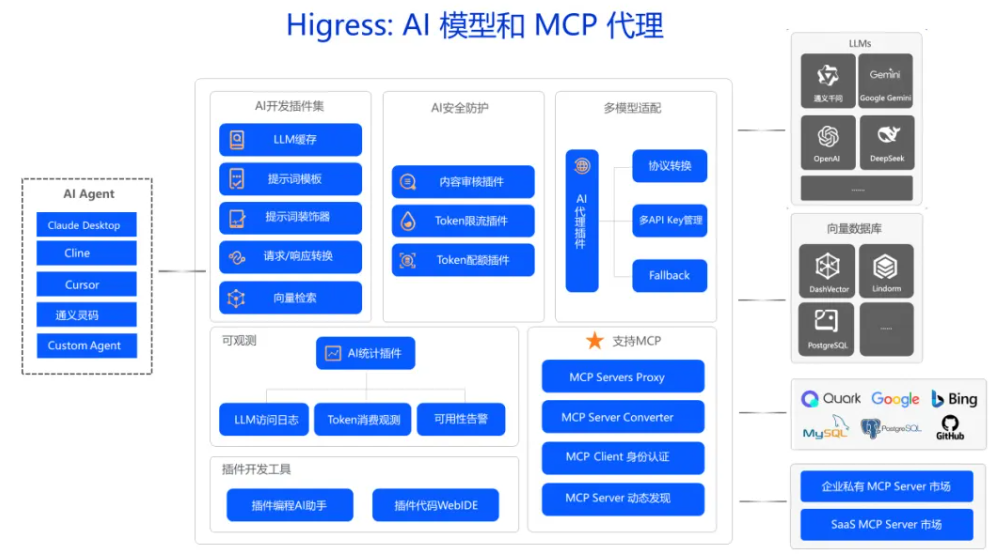 Higress: AI 模型和 MCP 代理
AI Agent
Claude Desktop
Cline
Cursor
通义灵码
Custom Agent
AI开发插件集
LLM缓存
提示词模板
提示词装饰器
请求/响应转换
向量检索
AI安全防护
内容审核插件
Token限流插件
Token配额插件
多模型适配
AI代理插件
协议转换
多API Key管理
Fallback
可观测
AI统计插件
LLM访问日志
Token消费观测
可用性告警
插件开发工具
插件编程AI助手
插件代码WebIDE
支持MCP
MCP Servers Proxy
MCP Server Converter
MCP Client 身份认证
MCP Server 动态发现
LLMs
通义千问
Gemini
Google Gemini
OpenAI
DeepSeek
......
向量数据库
DashVector
Lindorm
PostgreSQL
......
Quark
Google
Bing
MySQL
PostgreSQL
GitHub
企业私有 MCP Server 市场
SaaS MCP Server 市场